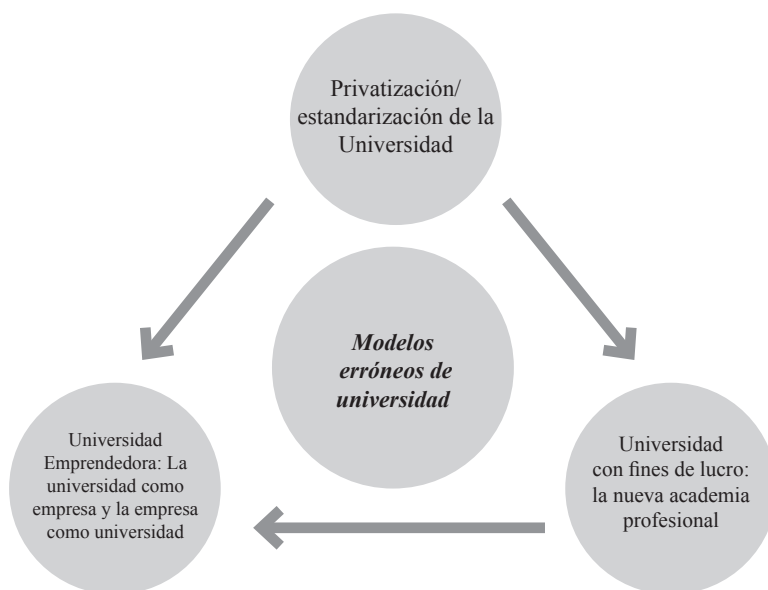 Privatización/
estandarización de la
Universidad
Modelos
erróneos de
universidad
Universidad
Emprendedora: La
universidad como
empresa y la empresa
como universidad
Universidad
con fines de lucro:
la nueva academia
profesional